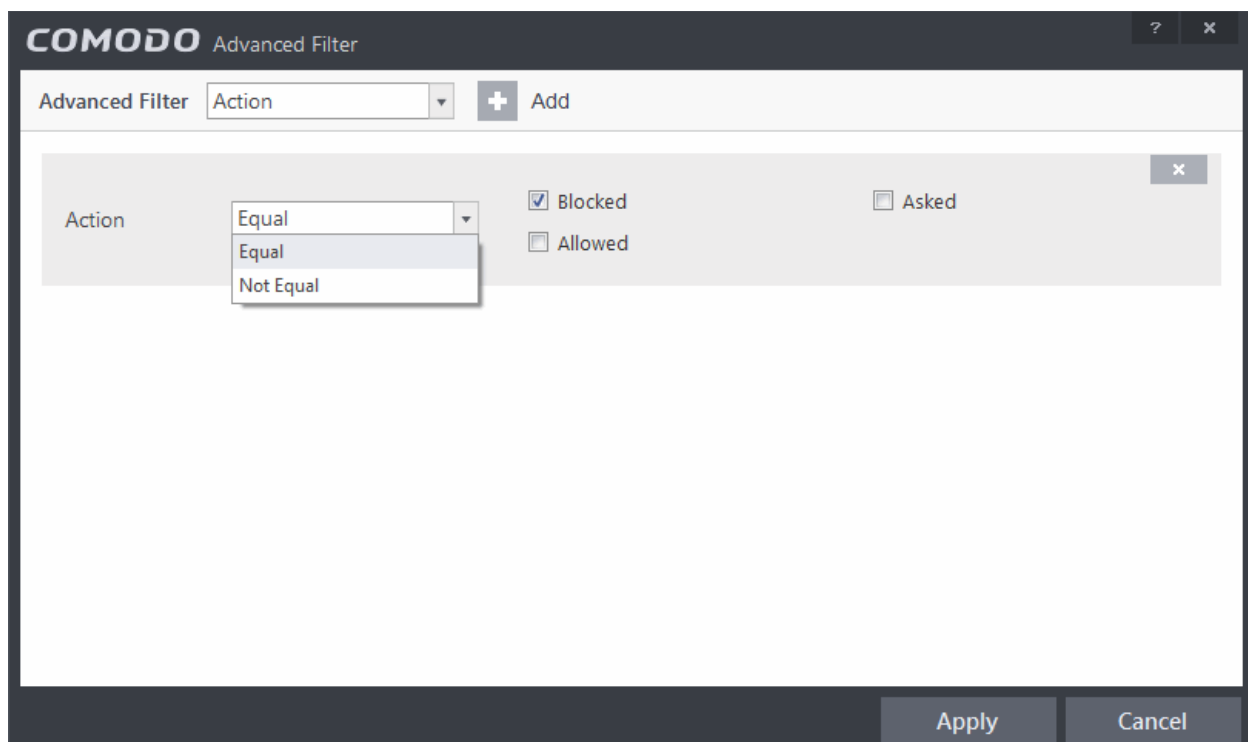 COMODO Advanced Filter
?
×
Advanced Filter Action Add
Action Equal Blocked Asked
Equal Allowed
Not Equal
Apply Cancel